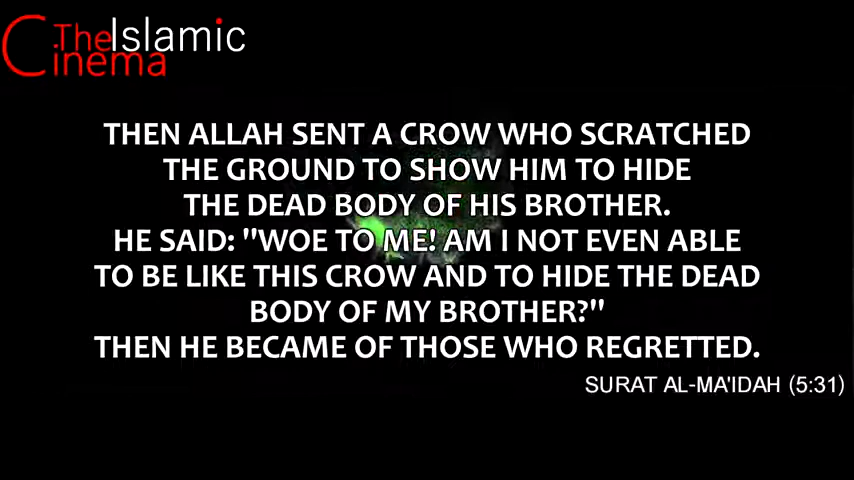 The Islamic
Cinema
THEN ALLAH SENT A CROW WHO SCRATCHED
THE GROUND TO SHOW HIM TO HIDE
THE DEAD BODY OF HIS BROTHER.
HE SAID: "WOE TO ME! AM I NOT EVEN ABLE
TO BE LIKE THIS CROW AND TO HIDE THE DEAD
BODY OF MY BROTHER?"
THEN HE BECAME OF THOSE WHO REGRETTED.
SURAT AL-MA'IDAH (5:31)